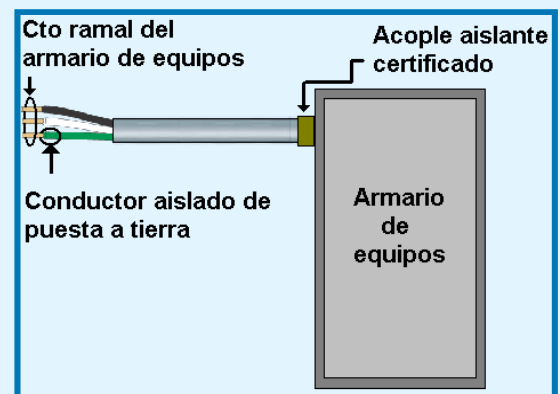 Cto ramal del
armario de equipos
Acople aislante
certificado
Conductor aislado de
puesta a tierra
Armario
de
equipos